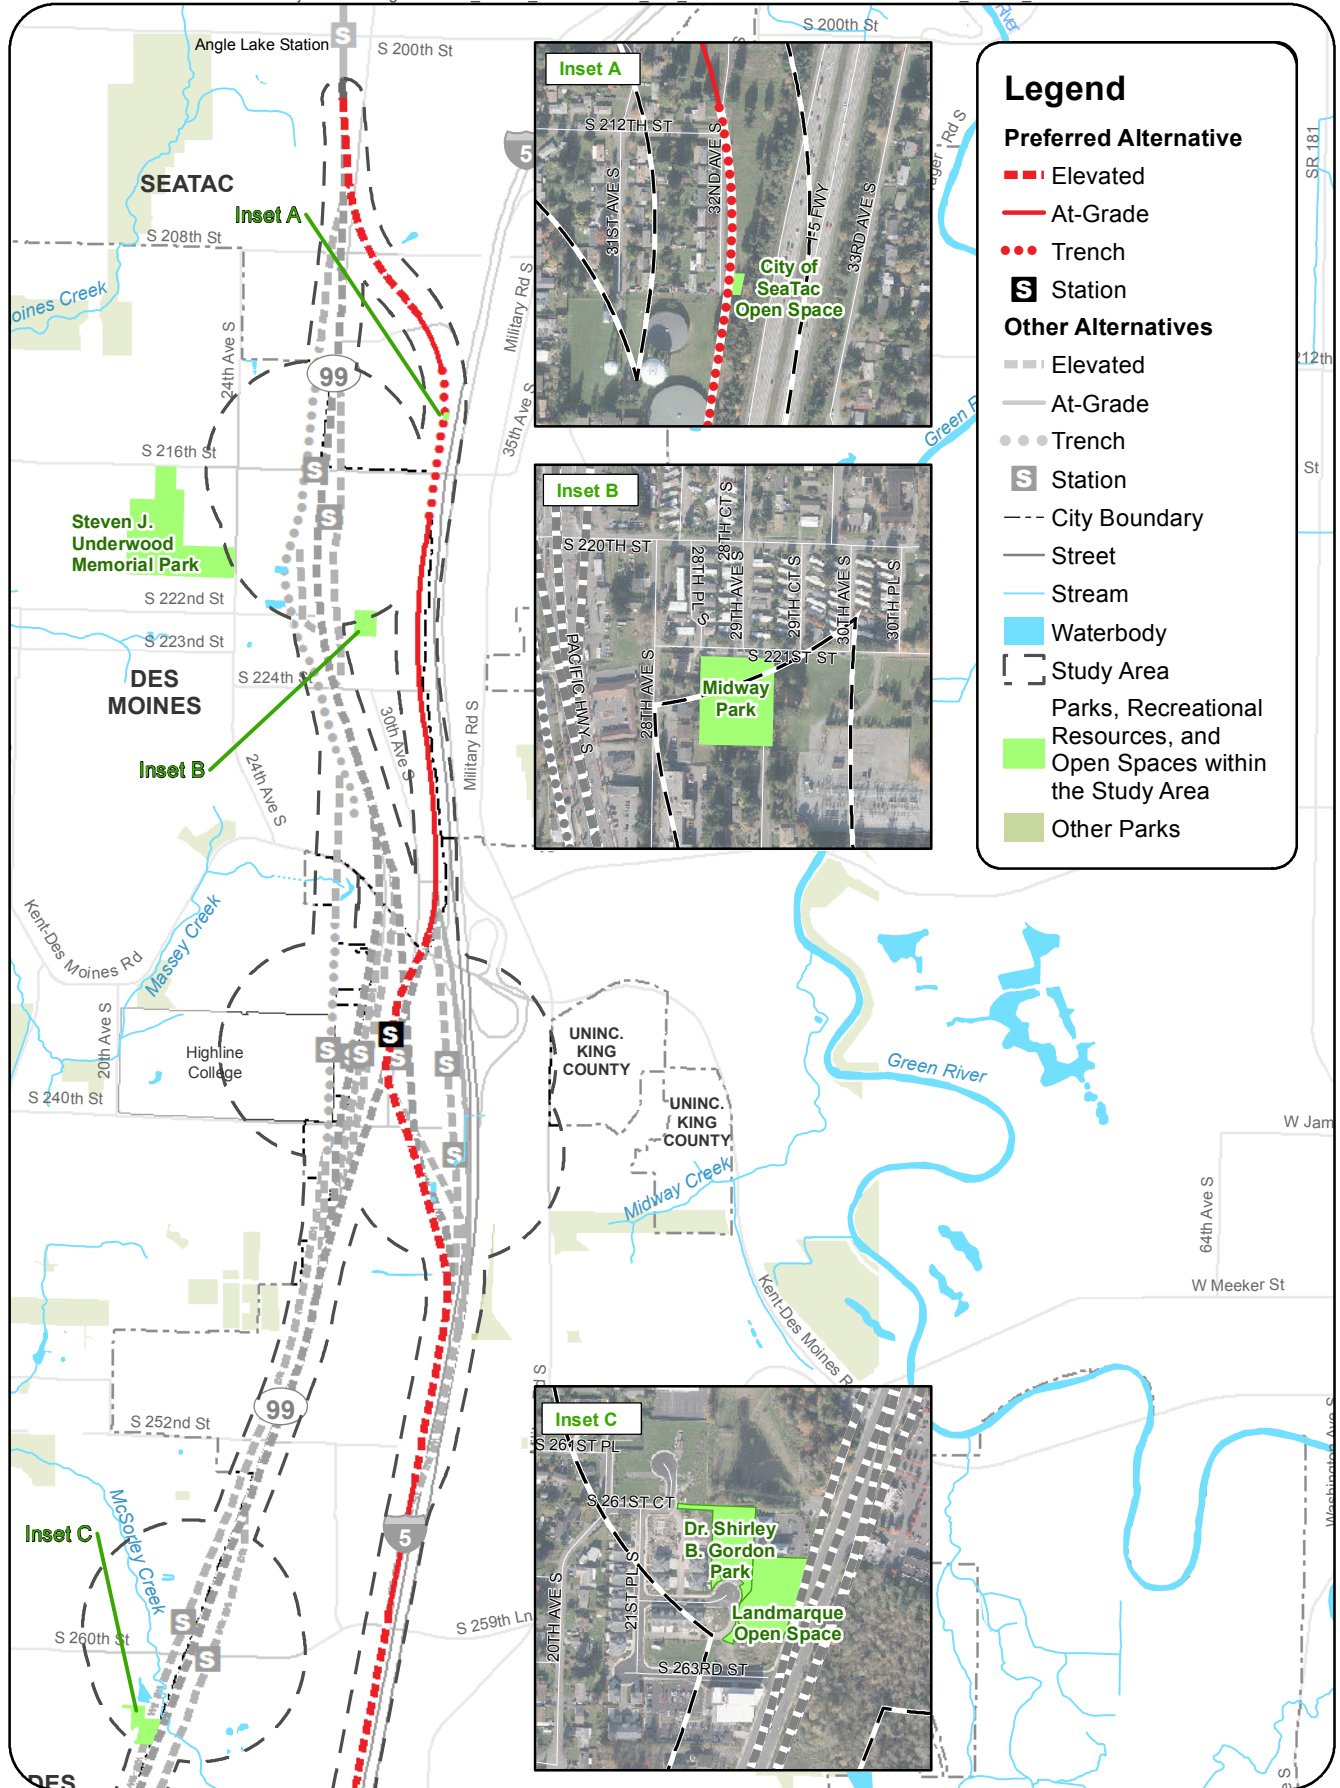 Angle Lake Station
S 200th St
S 200th St
River
SEATAC
Inset A
S 208th St
oines Creek
24th Ave S
99
5
Military Rd S
35th Ave S
S 216th St
Steven J.
Underwood
Memorial Park
S 222nd St
S 223nd St
DES
MOINES
S 224th St
30th Ave S
Military Rd S
Inset B
24th Ave S
Kent-Des Moines Rd
Massey Creek
20th Ave S
Highline
College
S 240th St
UNINC.
KING
COUNTY
UNINC.
KING
COUNTY
Midway Creek
Green River
W Jam
64th Ave S
W Meeker St
Kent-Des Moines R
99
S 252nd St
Inset C
McSorley Creek
5
S 259th Ln
S 260th St
DES
Washington Ave S
SR 181
212th
St
Rd S
Green R
S
S
S
S
S
S
S
S
S
S
S
S
Inset A
S 212TH ST
31ST AVE S
32ND AVE S
I-5 FWY
33RD AVE S
City of
SeaTac
Open Space
Inset B
S 220TH ST
28TH CT S
28TH PL S
29TH AVE S
29TH CT S
30TH AVE S
30TH PL S
PACIFIC HWY S
28TH AVE S
S 221ST ST
Midway
Park
Inset C
S 261ST PL
S 261ST CT
Dr. Shirley
B. Gordon
Park
21ST PL S
20TH AVE S
Landmarque
Open Space
S 263RD ST
Legend
Preferred Alternative
Elevated
At-Grade
Trench
S Station
Other Alternatives
Elevated
At-Grade
Trench
S Station
City Boundary
Street
Stream
Waterbody
Study Area
Parks, Recreational
Resources, and
Open Spaces within
the Study Area
Other Parks